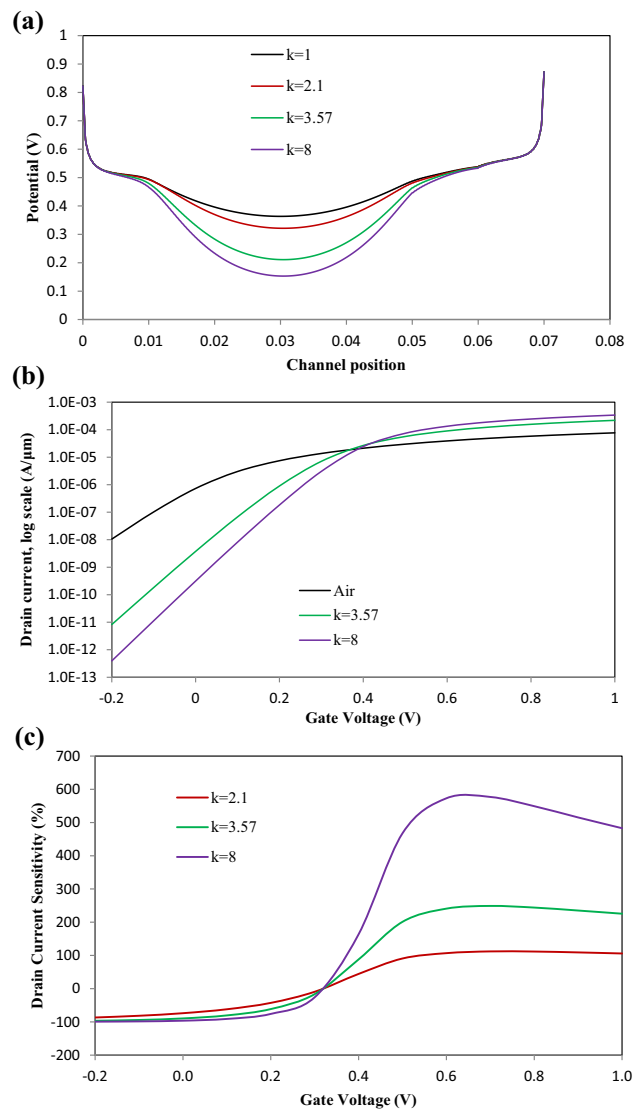 (a)
1
0.9
0.8
0.7
0.6
0.5
0.4
0.3
0.2
0.1
0
Potential (V)
k=1
k=2.1
k=3.57
k=8
0 0.01 0.02 0.03 0.04 0.05 0.06 0.07 0.08
Channel position
(b)
1.0E-03
1.0E-04
1.0E-05
1.0E-06
1.0E-07
1.0E-08
1.0E-09
1.0E-10
1.0E-11
1.0E-12
1.0E-13
Drain current, log scale (A/µm)
Air
k=3.57
k=8
-0.2 0 0.2 0.4 0.6 0.8 1
Gate Voltage (V)
(c)
700
600
500
400
300
200
100
0
-100
-200
Drain Current Sensitivity (%)
k=2.1
k=3.57
k=8
-0.2 0.0 0.2 0.4 0.6 0.8 1.0
Gate Voltage (V)